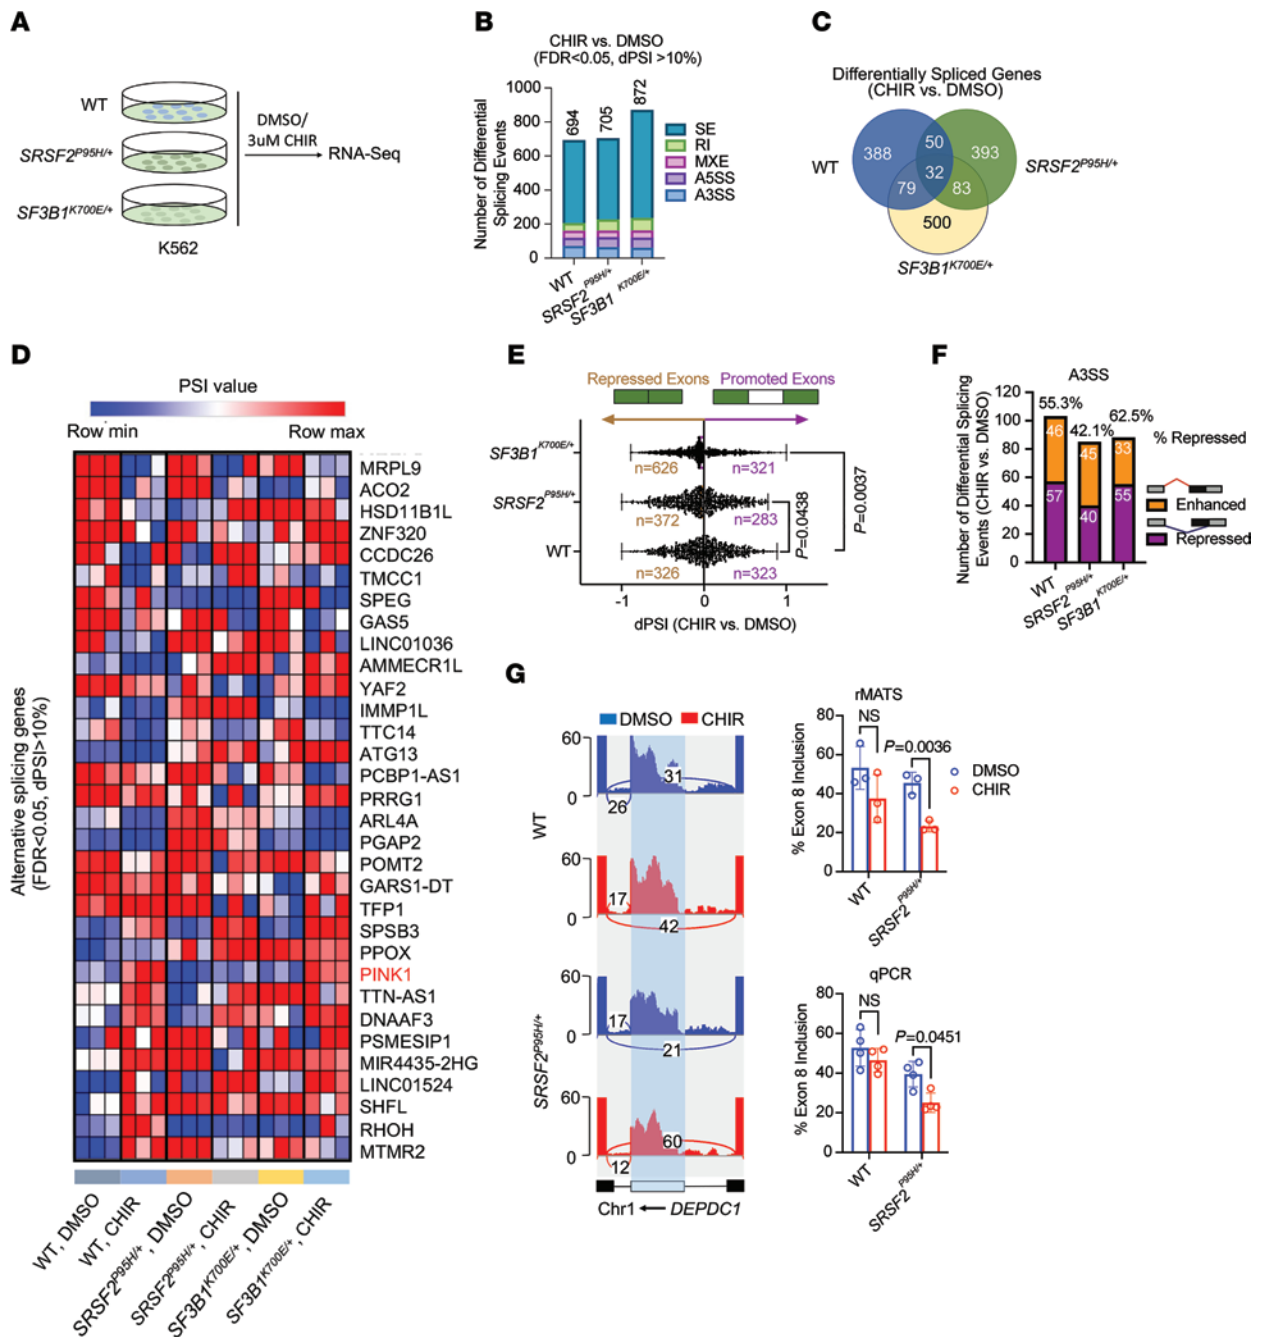 A
WT
SRSF2P95H/+
SF3B1K700E/+
DMSO/
3uM CHIR
RNA-Seq
K562
B
CHIR vs. DMSO
(FDR<0.05, dPSI >10%)
Number of Differential
Splicing Events
1000
800
600
400
200
0
694
705
872
SE
RI
MXE
A5SS
A3SS
WT
SRSF2 P95H/+
SF3B1 K700E/+
C
Differentially Spliced Genes
(CHIR vs. DMSO)
WT
388
50
393
32
79
83
500
SRSF2P95H/+
SF3B1K700E/+
D
PSI value
Row min
Row max
Alternative splicing genes
(FDR<0.05, dPSI>10%)
MRPL9
ACO2
HSD11B1L
ZNF320
CCDC26
TMCC1
SPEG
GAS5
LINC01036
AMMECR1L
YAF2
IMMP1L
TTC14
ATG13
PCBP1-AS1
PRRG1
ARL4A
PGAP2
POMT2
GARS1-DT
TFP1
SPSB3
PPOX
PINK1
TTN-AS1
DNAAF3
PSMESIP1
MIR4435-2HG
LINC01524
SHFL
RHOH
MTMR2
WT, DMSO
WT, CHIR
SRSF2P95H/+, DMSO
SRSF2P95H/+, CHIR
SF3B1K700E/+, DMSO
SF3B1K700E/+, CHIR
E
Repressed Exons
Promoted Exons
SF3B1K700E/+
n=626
n=321
SRSF2P95H/+
n=372
n=283
WT
n=326
n=323
P=0.0438
P=0.0037
-1
0
1
dPSI (CHIR vs. DMSO)
F
A3SS
Number of Differential Splicing
Events (CHIR vs. DMSO)
120
100
80
60
40
20
0
55.3%
42.1%
62.5%
% Repressed
46
45
33
57
40
55
Enhanced
Repressed
WT
SRSF2P95H/+
SF3B1K700E/+
G
DMSO
CHIR
WT
60
0
31
26
60
0
17
42
SRSF2P95H/+
60
0
17
21
60
0
60
12
Chr1
DEPDC1
rMATS
% Exon 8 Inclusion
80
60
40
20
0
NS
P=0.0036
DMSO
CHIR
WT
SRSF2P95H/+
qPCR
% Exon 8 Inclusion
80
60
40
20
0
NS
P=0.0451
WT
SRSF2P95H/+